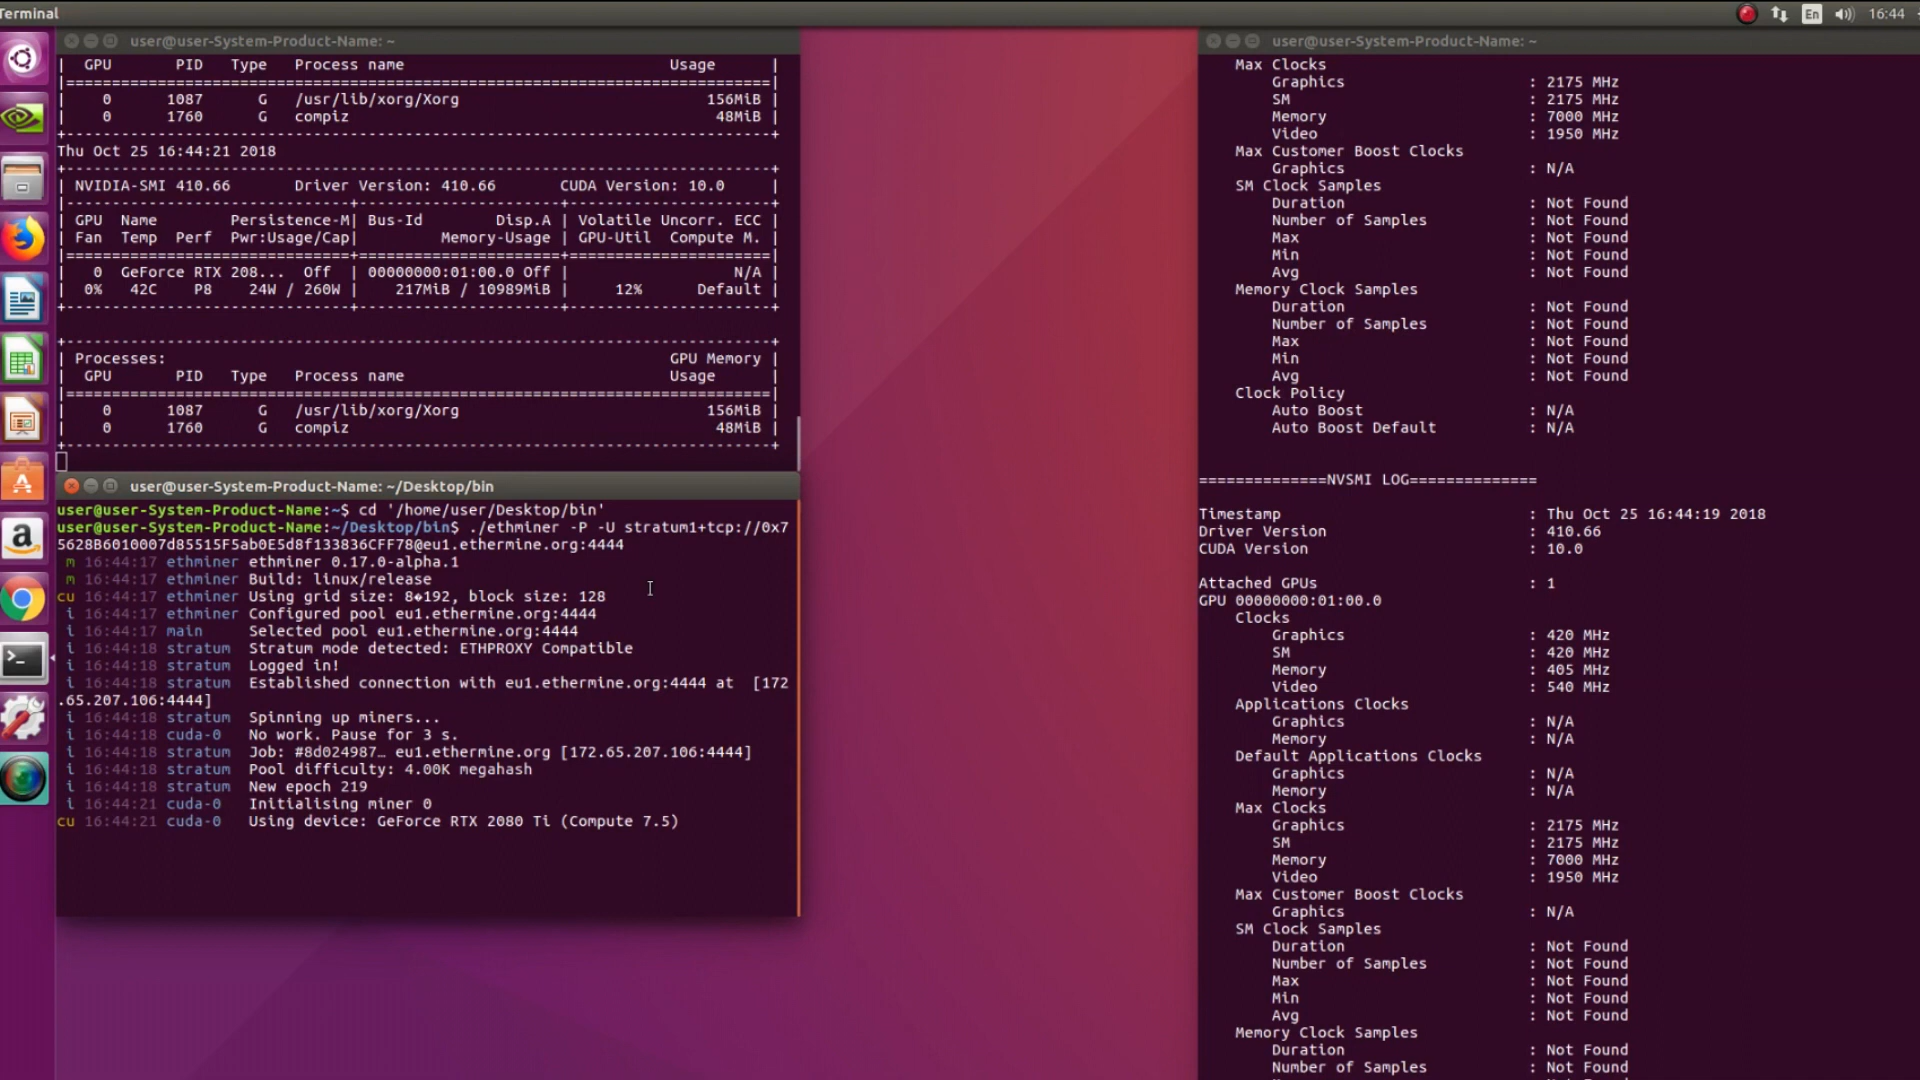 Terminal
En
16:44
user@user-System-Product-Name: ~
| GPU PID Type Process name Usage |
|=============================================================================|
| 0 1087 G /usr/lib/xorg/Xorg 156MiB |
| 0 1760 G compiz 48MiB |
+-----------------------------------------------------------------------------+
Thu Oct 25 16:44:21 2018
+-----------------------------------------------------------------------------+
| NVIDIA-SMI 410.66 Driver Version: 410.66 CUDA Version: 10.0 |
|-------------------------------+----------------------+----------------------+
| GPU Name Persistence-M| Bus-Id Disp.A | Volatile Uncorr. ECC |
| Fan Temp Perf Pwr:Usage/Cap| Memory-Usage | GPU-Util Compute M. |
|===============================+======================+======================|
| 0 GeForce RTX 208... Off | 00000000:01:00.0 Off | N/A |
| 0% 42C P8 24W / 260W | 217MiB / 10989MiB | 12% Default |
+-------------------------------+----------------------+----------------------+
+-----------------------------------------------------------------------------+
| Processes: GPU Memory |
| GPU PID Type Process name Usage |
|=============================================================================|
| 0 1087 G /usr/lib/xorg/Xorg 156MiB |
| 0 1760 G compiz 48MiB |
+-----------------------------------------------------------------------------+
user@user-System-Product-Name: ~/Desktop/bin
user@user-System-Product-Name:~$ cd '/home/user/Desktop/bin'
user@user-System-Product-Name:~/Desktop/bin$ ./ethminer -P -U stratum1+tcp://0x7
5628B6010007d85515F5ab0E5d8f133836CFF78@eu1.ethermine.org:4444
m 16:44:17 ethminer ethminer 0.17.0-alpha.1
m 16:44:17 ethminer Build: linux/release
cu 16:44:17 ethminer Using grid size: 8�192, block size: 128
i 16:44:17 ethminer Configured pool eu1.ethermine.org:4444
i 16:44:17 main Selected pool eu1.ethermine.org:4444
i 16:44:18 stratum Stratum mode detected: ETHPROXY Compatible
i 16:44:18 stratum Logged in!
i 16:44:18 stratum Established connection with eu1.ethermine.org:4444 at [172
.65.207.106:4444]
i 16:44:18 stratum Spinning up miners...
i 16:44:18 cuda-0 No work. Pause for 3 s.
i 16:44:18 stratum Job: #8d024987… eu1.ethermine.org [172.65.207.106:4444]
i 16:44:18 stratum Pool difficulty: 4.00K megahash
i 16:44:18 stratum New epoch 219
i 16:44:21 cuda-0 Initialising miner 0
cu 16:44:21 cuda-0 Using device: GeForce RTX 2080 Ti (Compute 7.5)
user@user-System-Product-Name: ~
Max Clocks
Graphics : 2175 MHz
SM : 2175 MHz
Memory : 7000 MHz
Video : 1950 MHz
Max Customer Boost Clocks
Graphics : N/A
SM Clock Samples
Duration : Not Found
Number of Samples : Not Found
Max : Not Found
Min : Not Found
Avg : Not Found
Memory Clock Samples
Duration : Not Found
Number of Samples : Not Found
Max : Not Found
Min : Not Found
Avg : Not Found
Clock Policy
Auto Boost : N/A
Auto Boost Default : N/A
==============NVSMI LOG==============
Timestamp : Thu Oct 25 16:44:19 2018
Driver Version : 410.66
CUDA Version : 10.0
Attached GPUs : 1
GPU 00000000:01:00.0
Clocks
Graphics : 420 MHz
SM : 420 MHz
Memory : 405 MHz
Video : 540 MHz
Applications Clocks
Graphics : N/A
Memory : N/A
Default Applications Clocks
Graphics : N/A
Memory : N/A
Max Clocks
Graphics : 2175 MHz
SM : 2175 MHz
Memory : 7000 MHz
Video : 1950 MHz
Max Customer Boost Clocks
Graphics : N/A
SM Clock Samples
Duration : Not Found
Number of Samples : Not Found
Max : Not Found
Min : Not Found
Avg : Not Found
Memory Clock Samples
Duration : Not Found
Number of Samples : Not Found